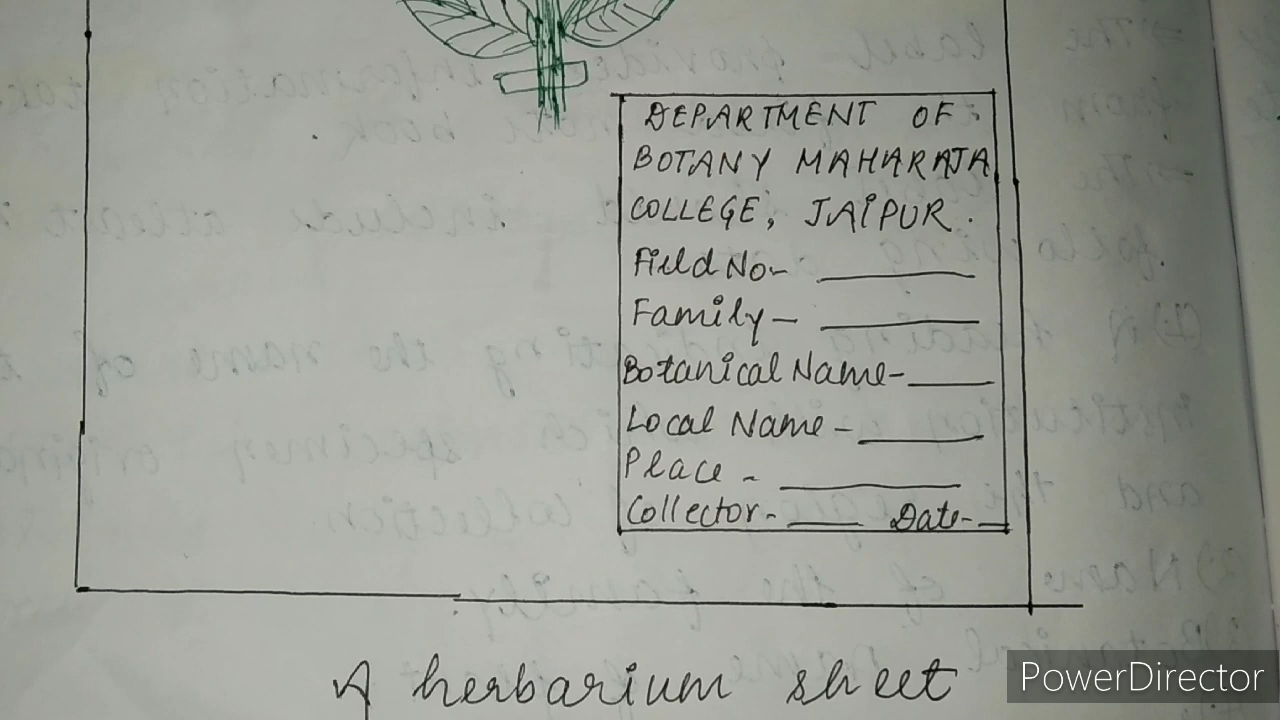 DEPARTMENT OF
BOTANY MAHARAJA
COLLEGE, JAIPUR.
Field No-
Family-
Botanical Name-
Local Name-
Place-
Collector- Date-
A herbarium sheet
PowerDirector